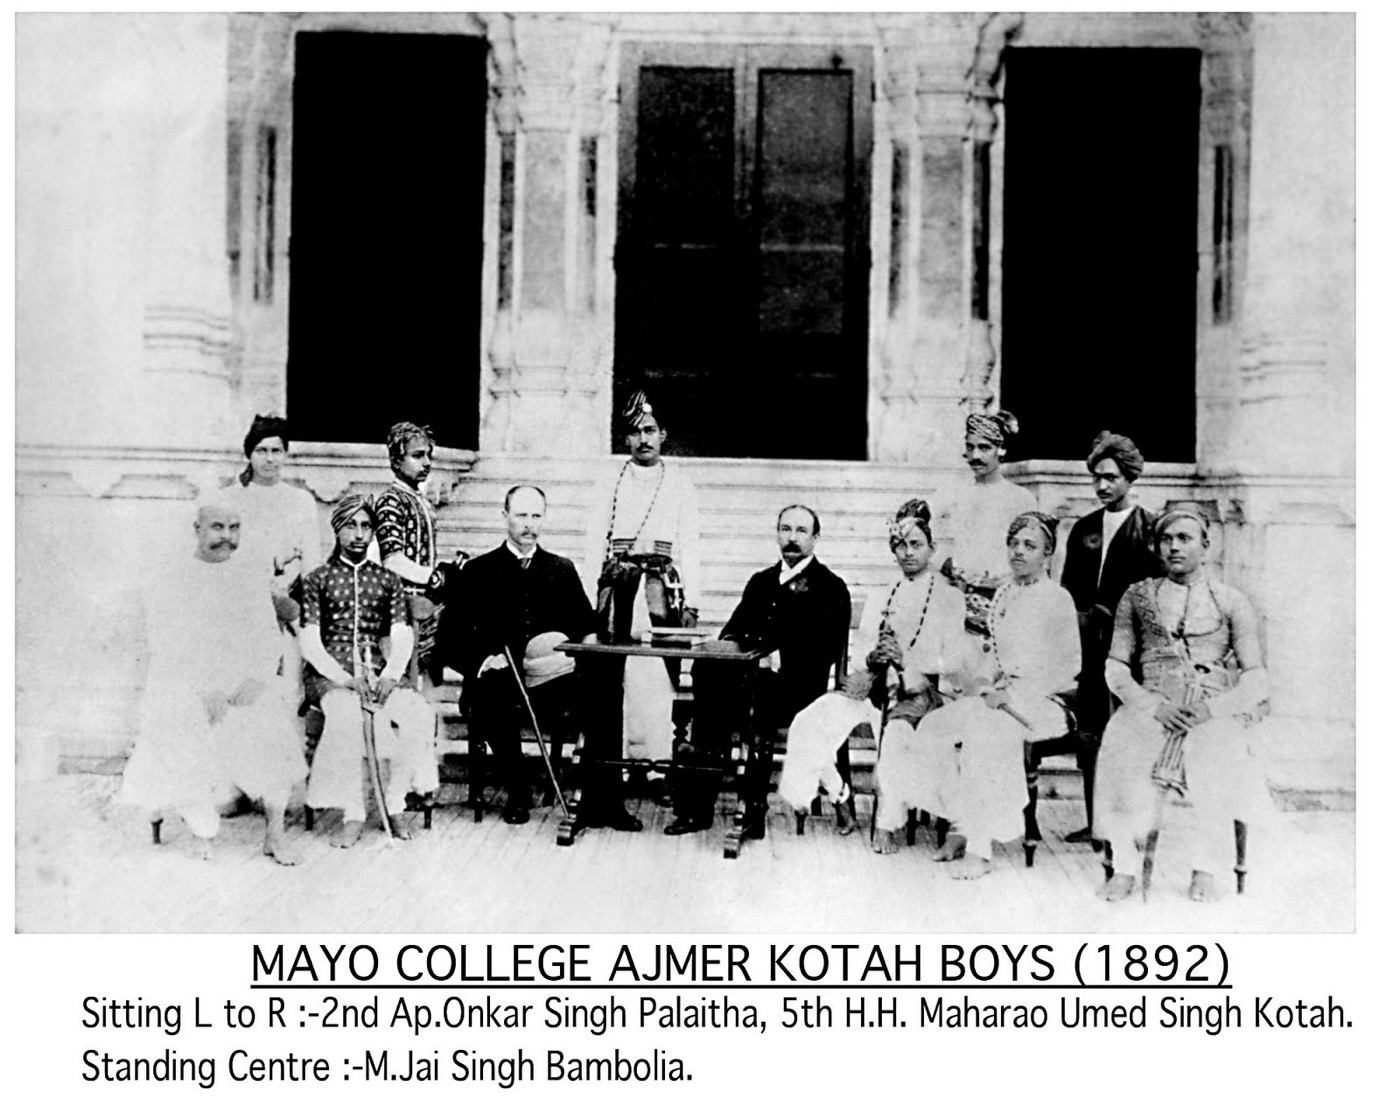 MAYO COLLEGE AJMER KOTAH BOYS (1892)
Sitting L to R :-2nd Ap.Onkar Singh Palaitha, 5th H.H. Maharao Umed Singh Kotah.
Standing Centre :-M.Jai Singh Bambolia.